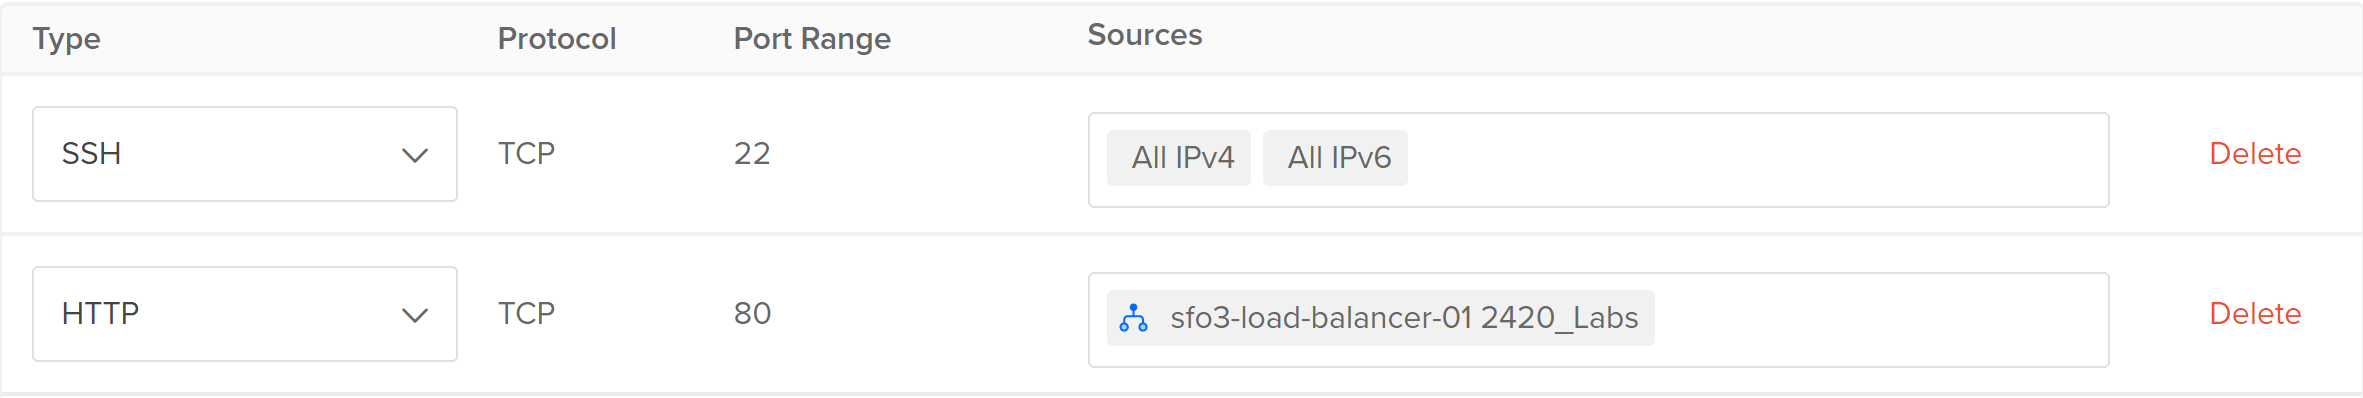 Type Protocol Port Range Sources
SSH TCP 22 All IPv4 All IPv6 Delete
HTTP TCP 80 sfo3-load-balancer-01 2420_Labs Delete